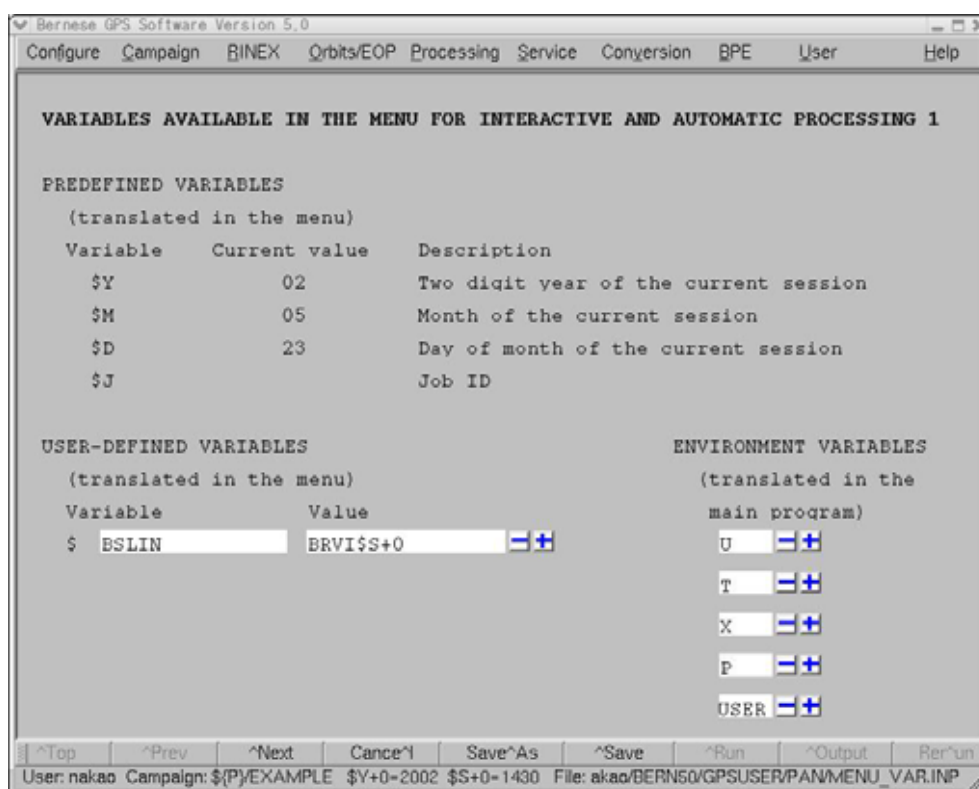 Bernese GPS Software Version 5.0
Configure Campaign RINEX Orbits/EOP Processing Service Conversion BPE User Help
VARIABLES AVAILABLE IN THE MENU FOR INTERACTIVE AND AUTOMATIC PROCESSING 1
PREDEFINED VARIABLES
(translated in the menu)
Variable Current value Description
$Y 02 Two digit year of the current session
$M 05 Month of the current session
$D 23 Day of month of the current session
$J Job ID
USER-DEFINED VARIABLES ENVIRONMENT VARIABLES
(translated in the menu) (translated in the
Variable Value main program)
$ BSLIN BRVI$S+0 U
T
X
P
USER
^Top ^Prev ^Next Cance^l Save^As ^Save ^Run ^Output Rer^un
User: nakao Campaign: ${P}/EXAMPLE $Y+0=2002 $S+0=1430 File: akao/BERN50/GPSUSER/PAN/MENU_VAR.INP